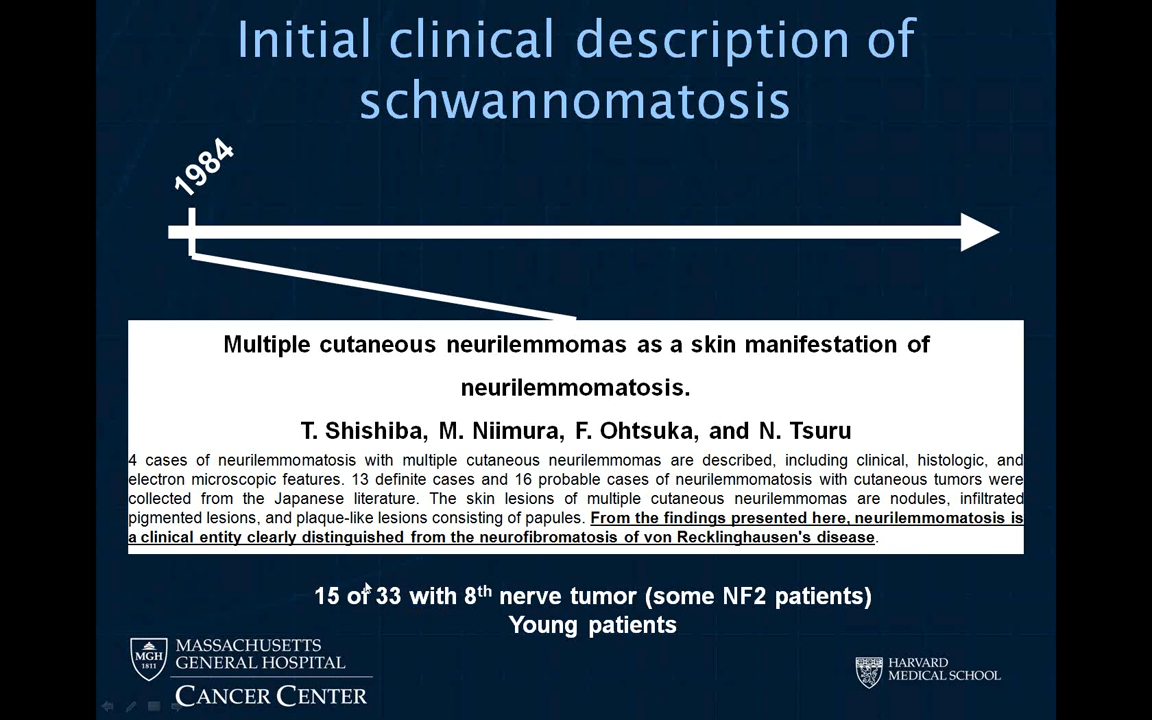 Initial clinical description of
schwannomatosis
1984
Multiple cutaneous neurilemmomas as a skin manifestation of
neurilemmomatosis.
T. Shishiba, M. Niimura, F. Ohtsuka, and N. Tsuru
4 cases of neurilemmomatosis with multiple cutaneous neurilemmomas are described, including clinical, histologic, and
electron microscopic features. 13 definite cases and 16 probable cases of neurilemmomatosis with cutaneous tumors were
collected from the Japanese literature. The skin lesions of multiple cutaneous neurilemmomas are nodules, infiltrated
pigmented lesions, and plaque-like lesions consisting of papules. From the findings presented here, neurilemmomatosis is
a clinical entity clearly distinguished from the neurofibromatosis of von Recklinghausen's disease.
15 of 33 with 8th nerve tumor (some NF2 patients)
Young patients
MGH
1811
MASSACHUSETTS
GENERAL HOSPITAL
CANCER CENTER
HARVARD
MEDICAL SCHOOL